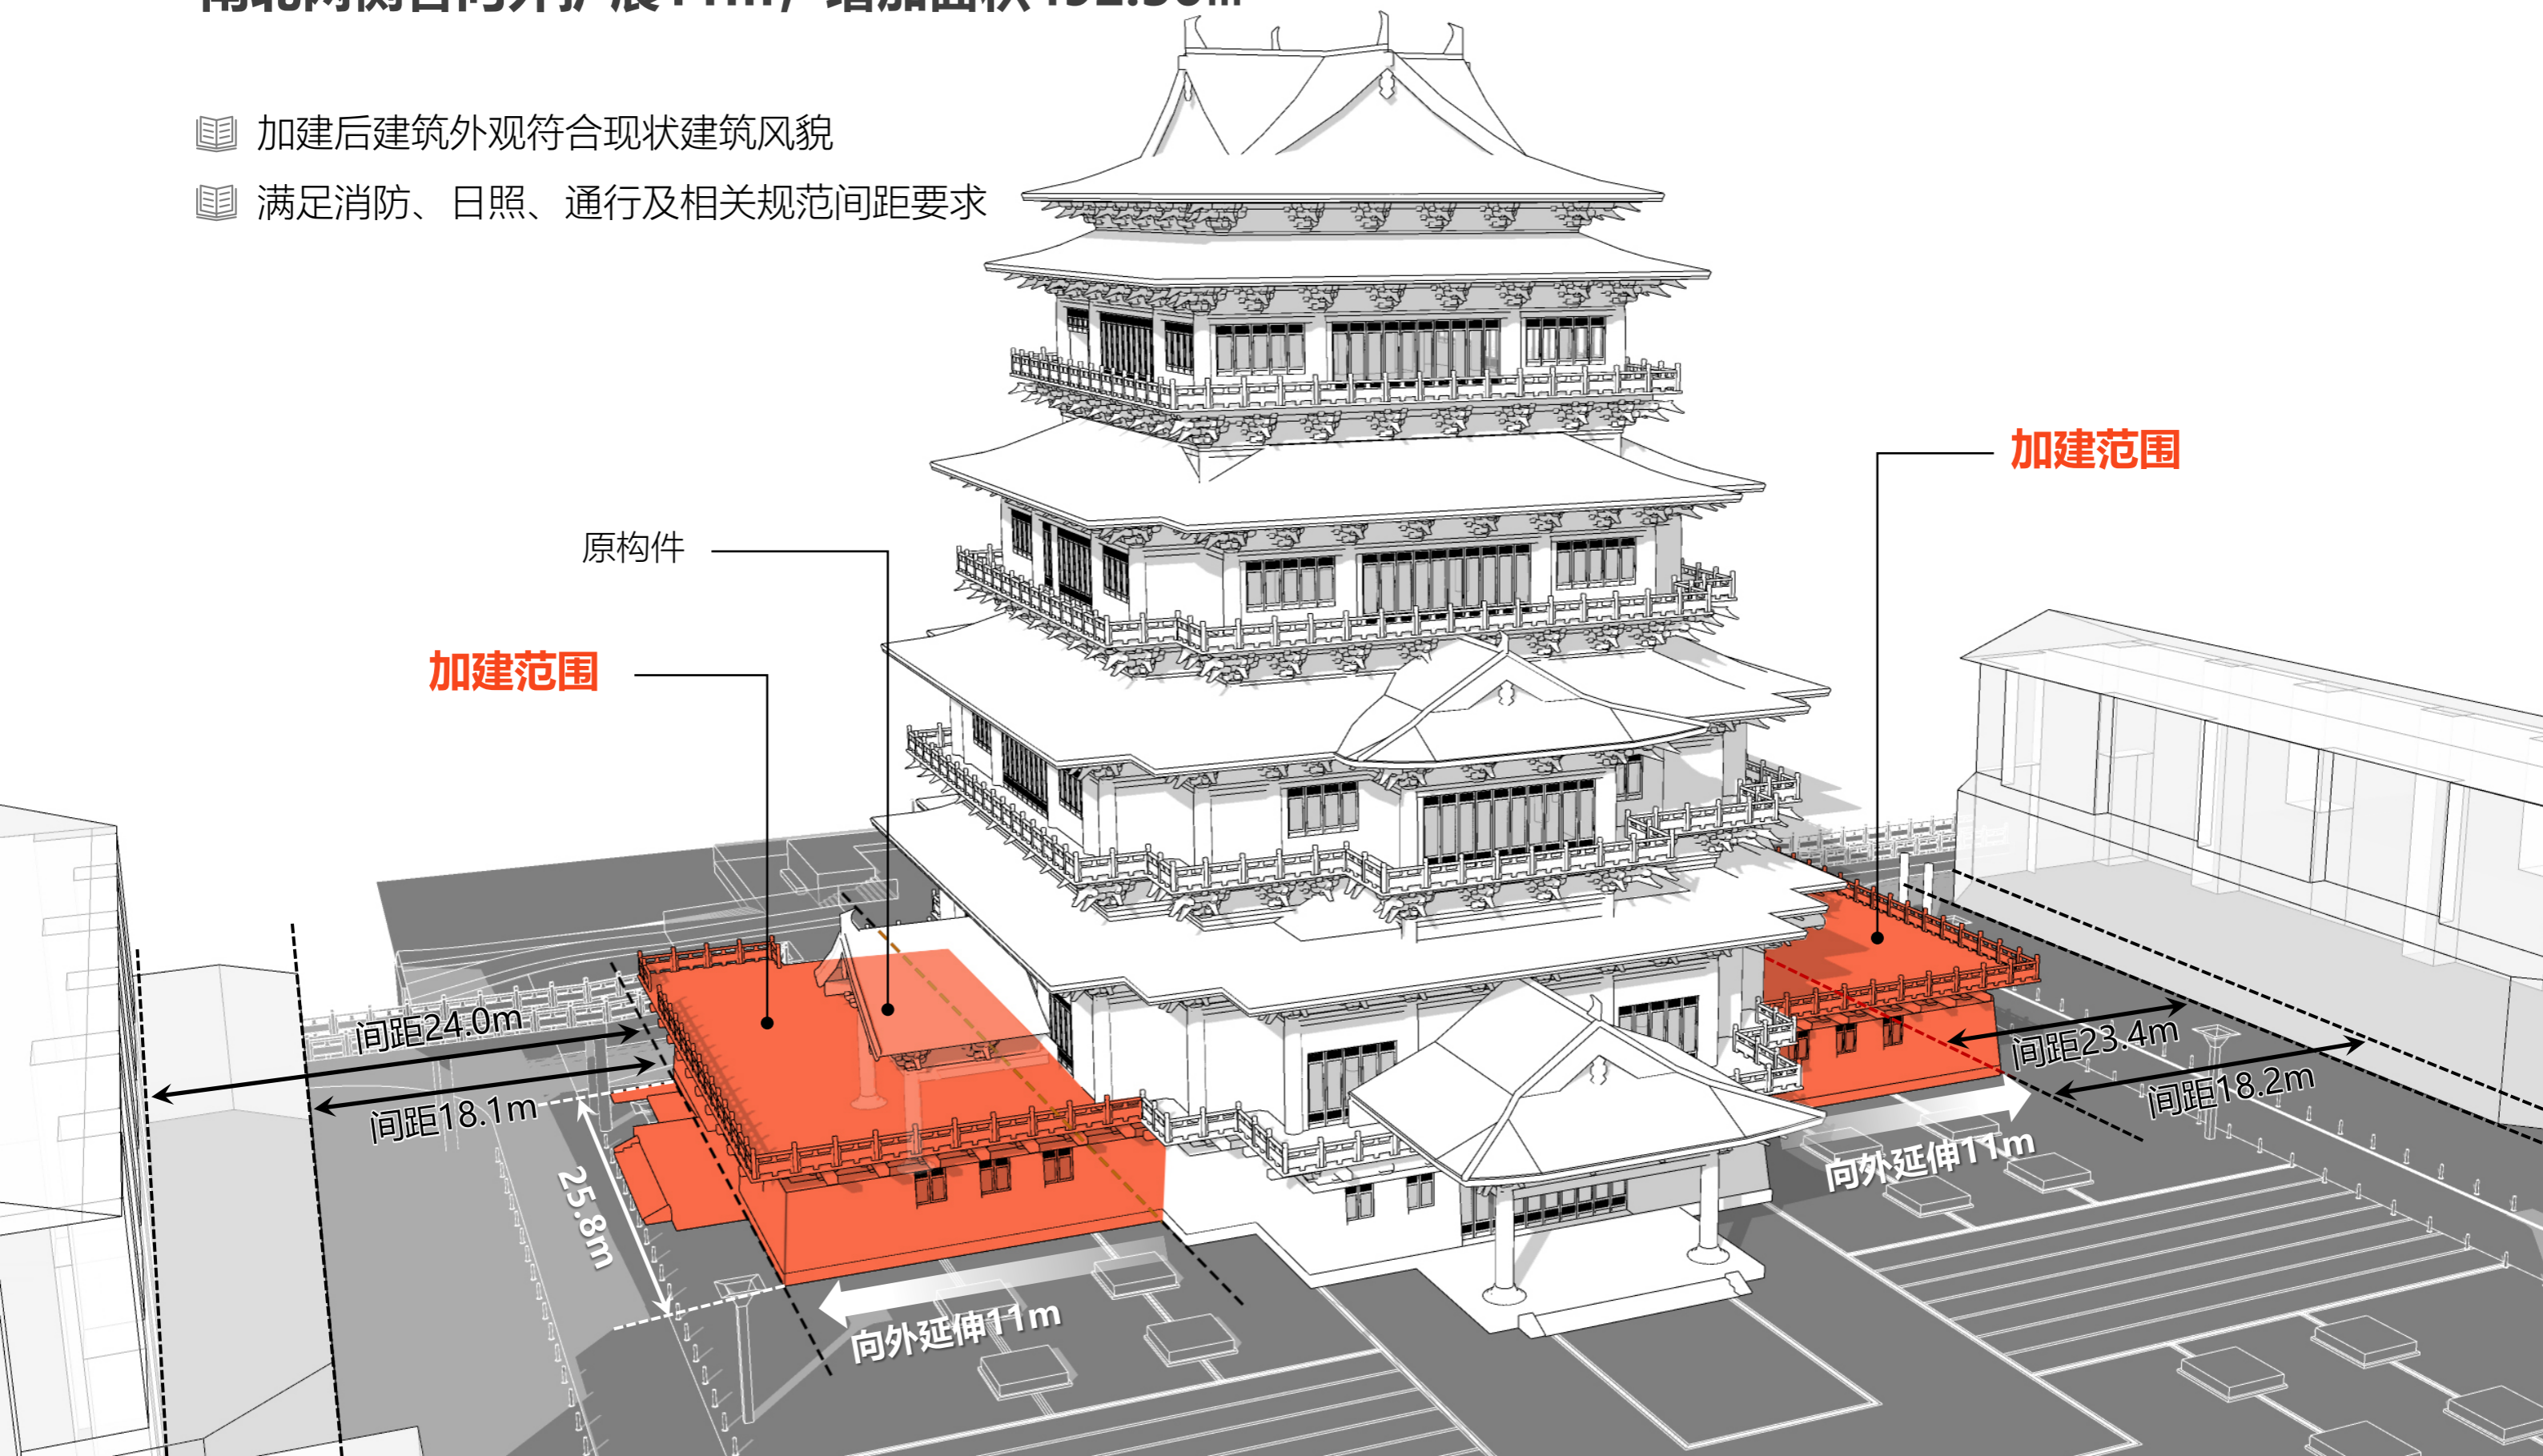 加建后建筑外观符合现状建筑风貌
满足消防、日照、通行及相关规范间距要求
加建范围
原构件
加建范围
间距24.0m
间距18.1m
25.8m
向外延伸11m
间距23.4m
间距18.2m
向外延伸11m